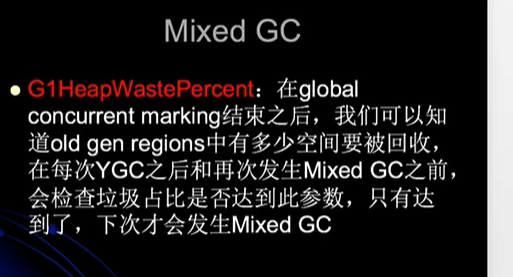 Mixed GC
G1HeapWastePercent：在global
concurrent marking结束之后，我们可以知
道old gen regions中有多少空间要被回收，
在每次YGC之后和再次发生Mixed GC之前，
会检查垃圾占比是否达到此参数，只有达
到了，下次才会发生Mixed GC